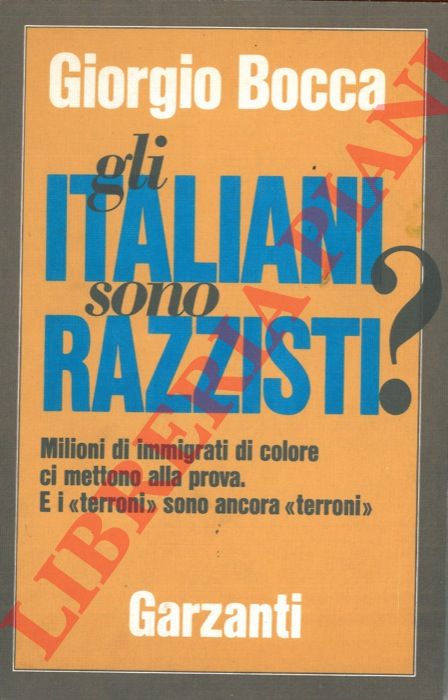 Giorgio Bocca
gli
ITALIANI
sono
RAZZISTI?
Milioni di immigrati di colore
ci mettono alla prova.
E i «terroni» sono ancora «terroni»
Garzanti
LIBRERIA PIANI